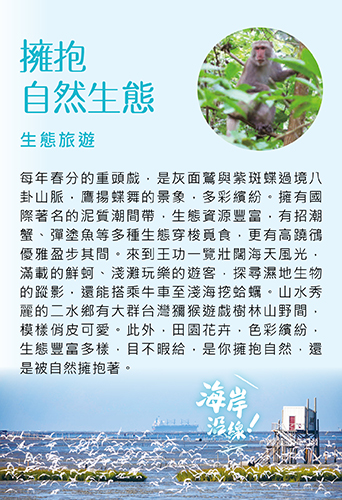 擁抱
自然生態
生態旅遊
每年春分的重頭戲，是灰面鵟與紫斑蝶過境八
卦山脈，鷹揚蝶舞的景象，多彩繽紛。擁有國
際著名的泥質潮間帶，生態資源豐富，有招潮
蟹、彈塗魚等多種生態穿梭覓食，更有高蹺鴴
優雅盈步其間。來到王功一覽壯闊海天風光，
滿載的鮮蚵、淺灘玩樂的遊客，探尋濕地生物
的蹤影，還能搭乘牛車至淺海挖蛤蠣。山水秀
麗的二水鄉有大群台灣獼猴遊戲樹林山野間，
模樣俏皮可愛。此外，田園花卉，色彩繽紛，
生態豐富多樣，目不暇給，是你擁抱自然，還
是被自然擁抱著。
海岸
沿線！